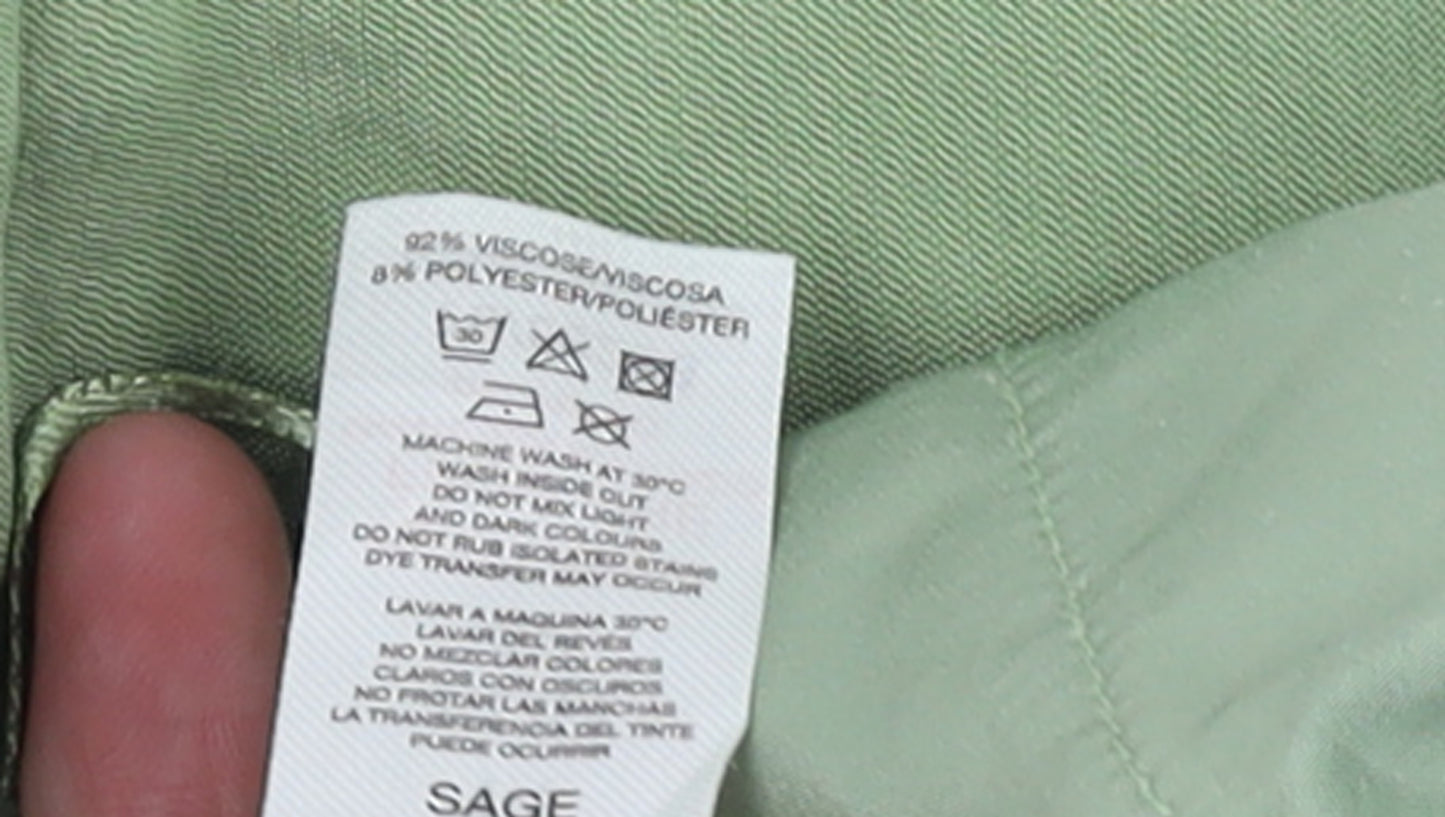 92% VISCOSE/VISCOSA
8% POLYESTER/POLIÉSTER
30
MACHINE WASH AT 30°C
WASH INSIDE OUT
DO NOT MIX LIGHT
AND DARK COLOURS
DO NOT RUB ISOLATED STAINS
DYE TRANSFER MAY OCCUR
LAVAR A MAQUINA 30°C
LAVAR DEL REVÉS
NO MEZCLAR COLORES
CLAROS CON OSCUROS
NO FROTAR LAS MANCHAS
LA TRANSFERENCIA DEL TINTE
PUEDE OCURRIR
SAGE